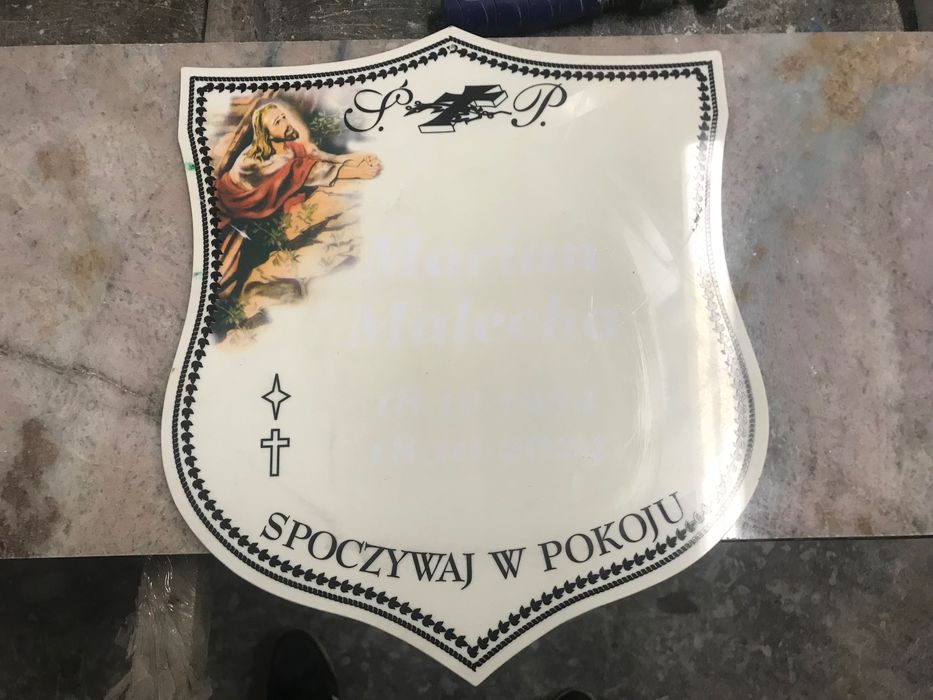 Ś. P.
Marian
Malecha
SPOCZYWAJ W POKOJU